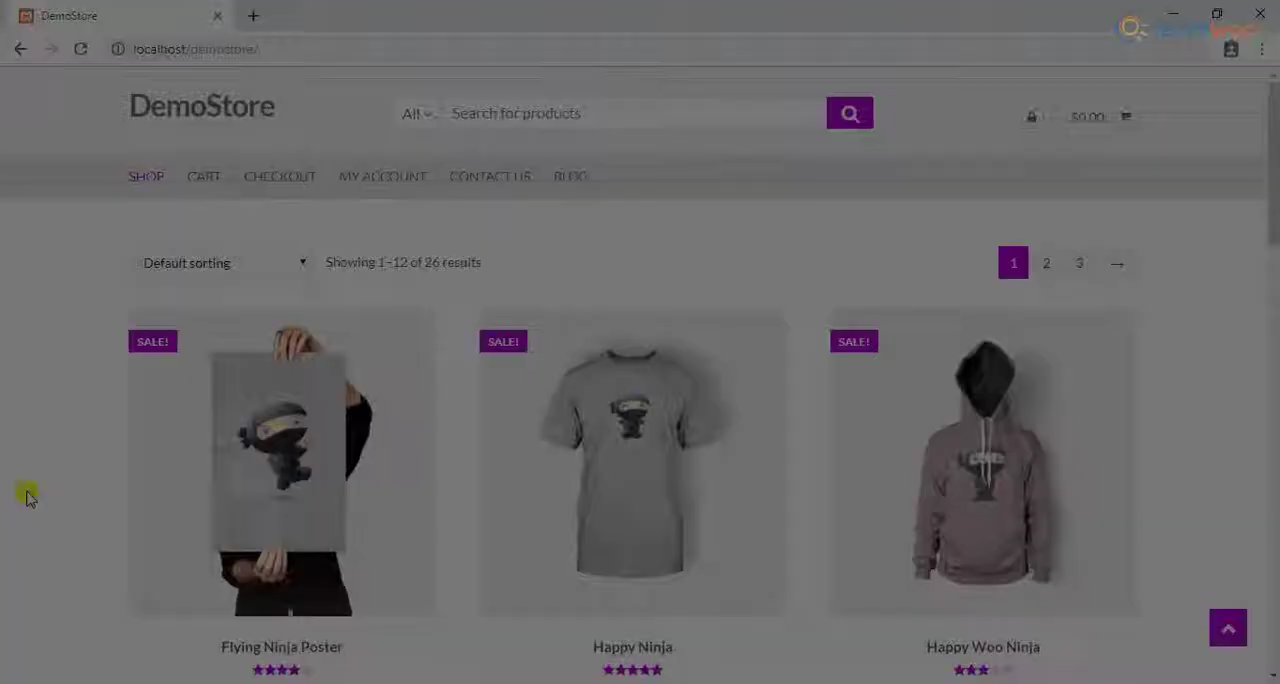 DemoStore
localhost/demostore/
DemoStore
All
Search for products
$0.00
SHOP CART CHECKOUT MY ACCOUNT CONTACT US BLOG
Default sorting
Showing 1–12 of 26 results
1 2 3 →
SALE! SALE! SALE!
Flying Ninja Poster
Happy Ninja
Happy Woo Ninja